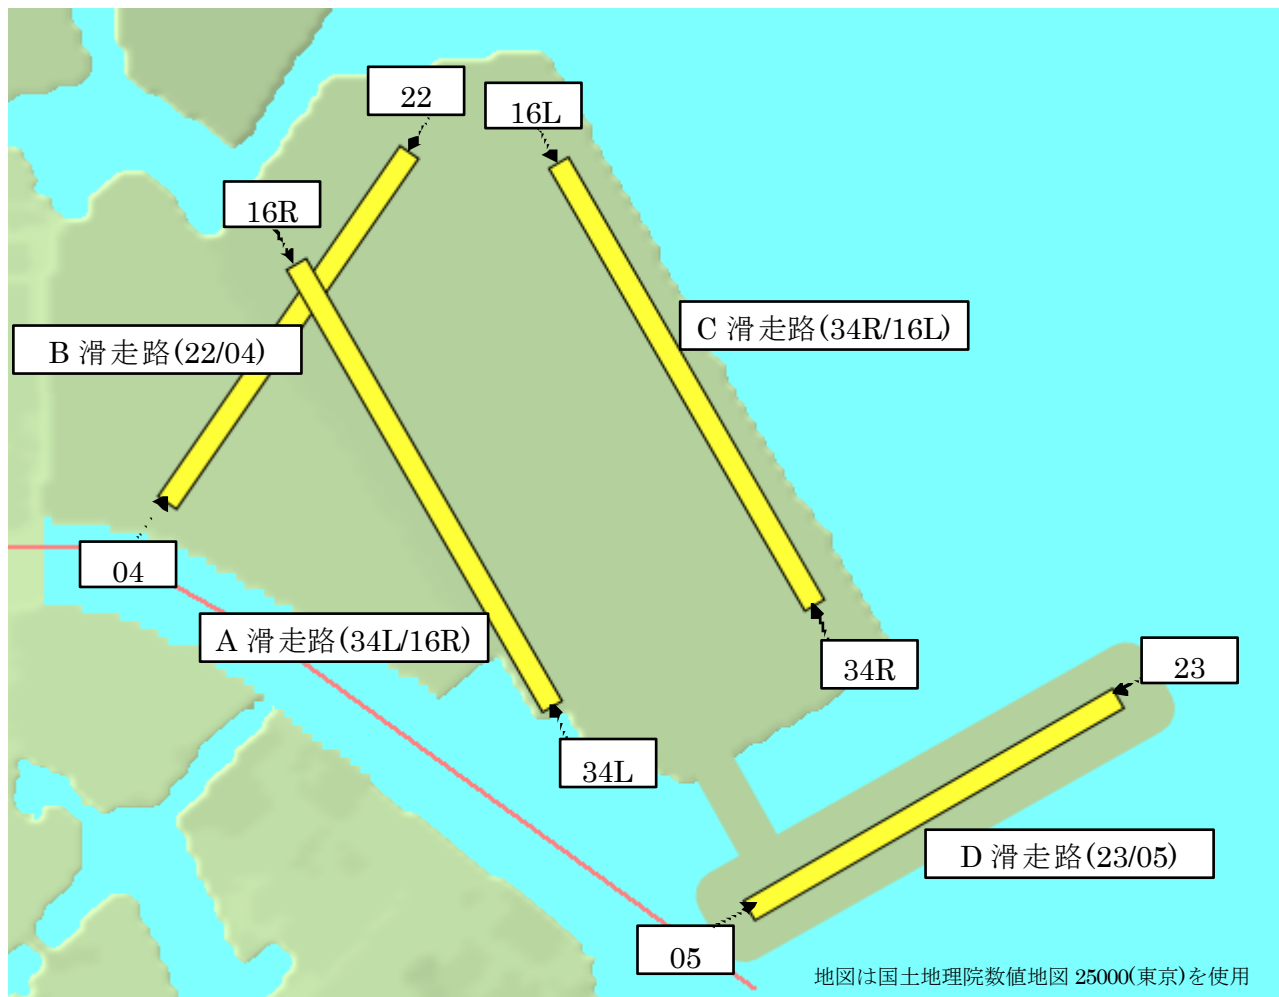 22
16L
16R
C 滑走路(34R/16L)
B 滑走路(22/04)
04
A 滑走路(34L/16R)
34R
23
34L
D 滑走路(23/05)
05
地図は国土地理院数値地図 25000(東京)を使用